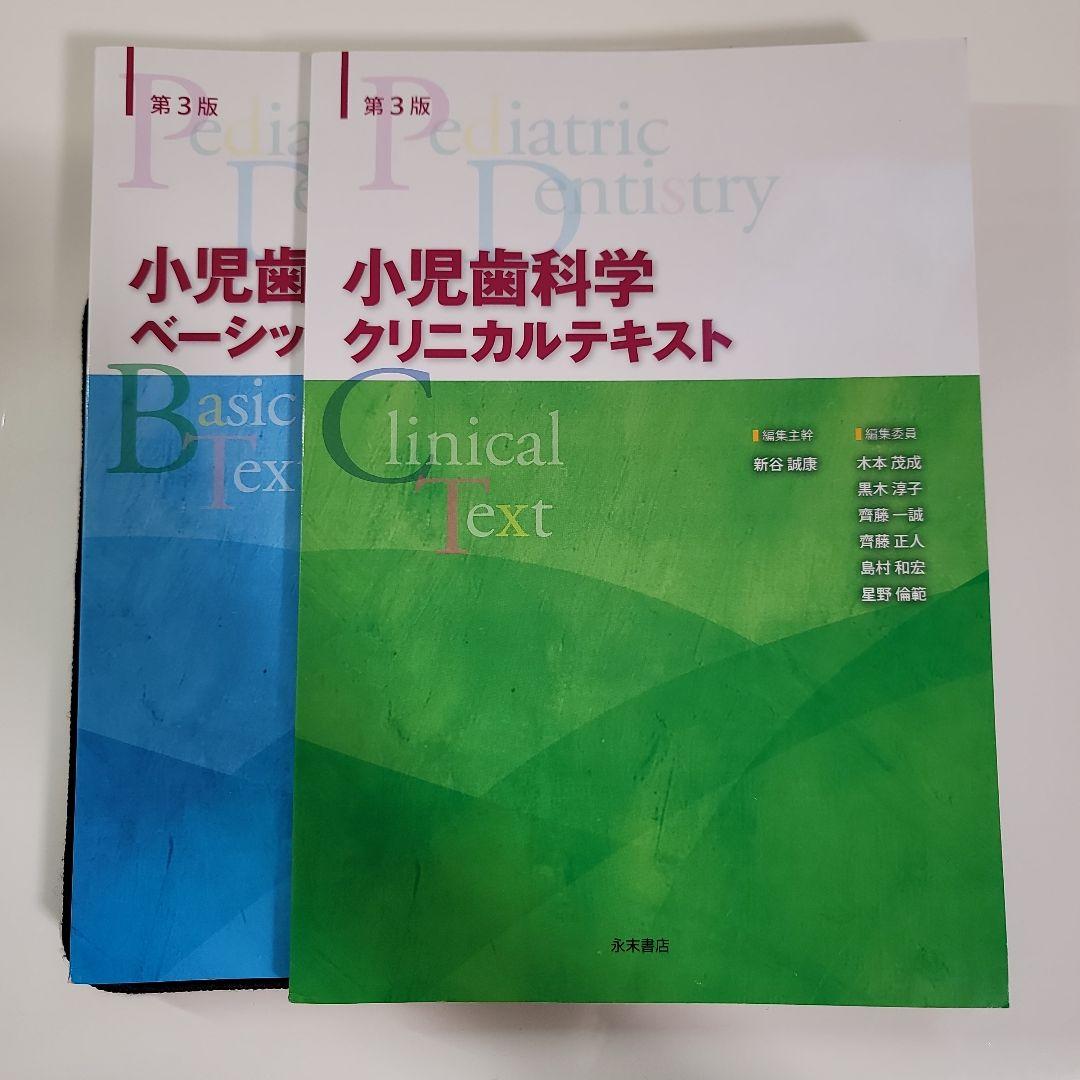 第3版
Pedia
De
小児歯
ベーシッ
Basic
Tex
第3版
Pediatric
Dentistry
小児歯科学
クリニカルテキスト
Clinical
Text
編集主幹
新谷 誠康
編集委員
木本 茂成
黒木 淳子
齊藤 一誠
齊藤 正人
島村 和宏
星野 倫範
永末書店